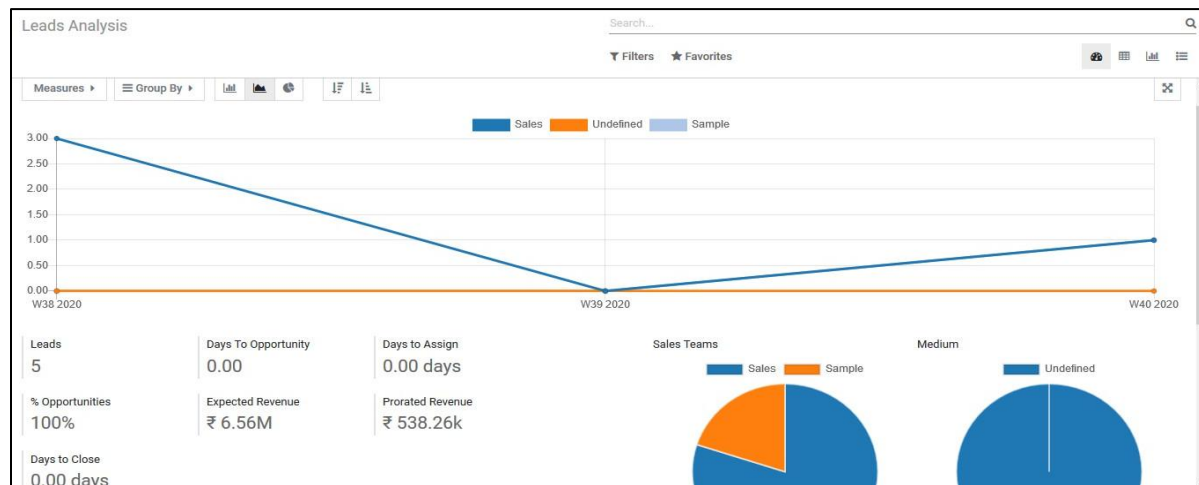 Leads Analysis
Search...
Filters Favorites
Measures Group By
Sales Undefined Sample
3.00
2.50
2.00
1.50
1.00
0.50
0.00
W38 2020 W39 2020 W40 2020
Leads Days To Opportunity Days to Assign
5 0.00 0.00 days
% Opportunities Expected Revenue Prorated Revenue
100% ₹ 6.56M ₹ 538.26k
Days to Close
0.00 days
Sales Teams
Sales Sample
Medium
Undefined